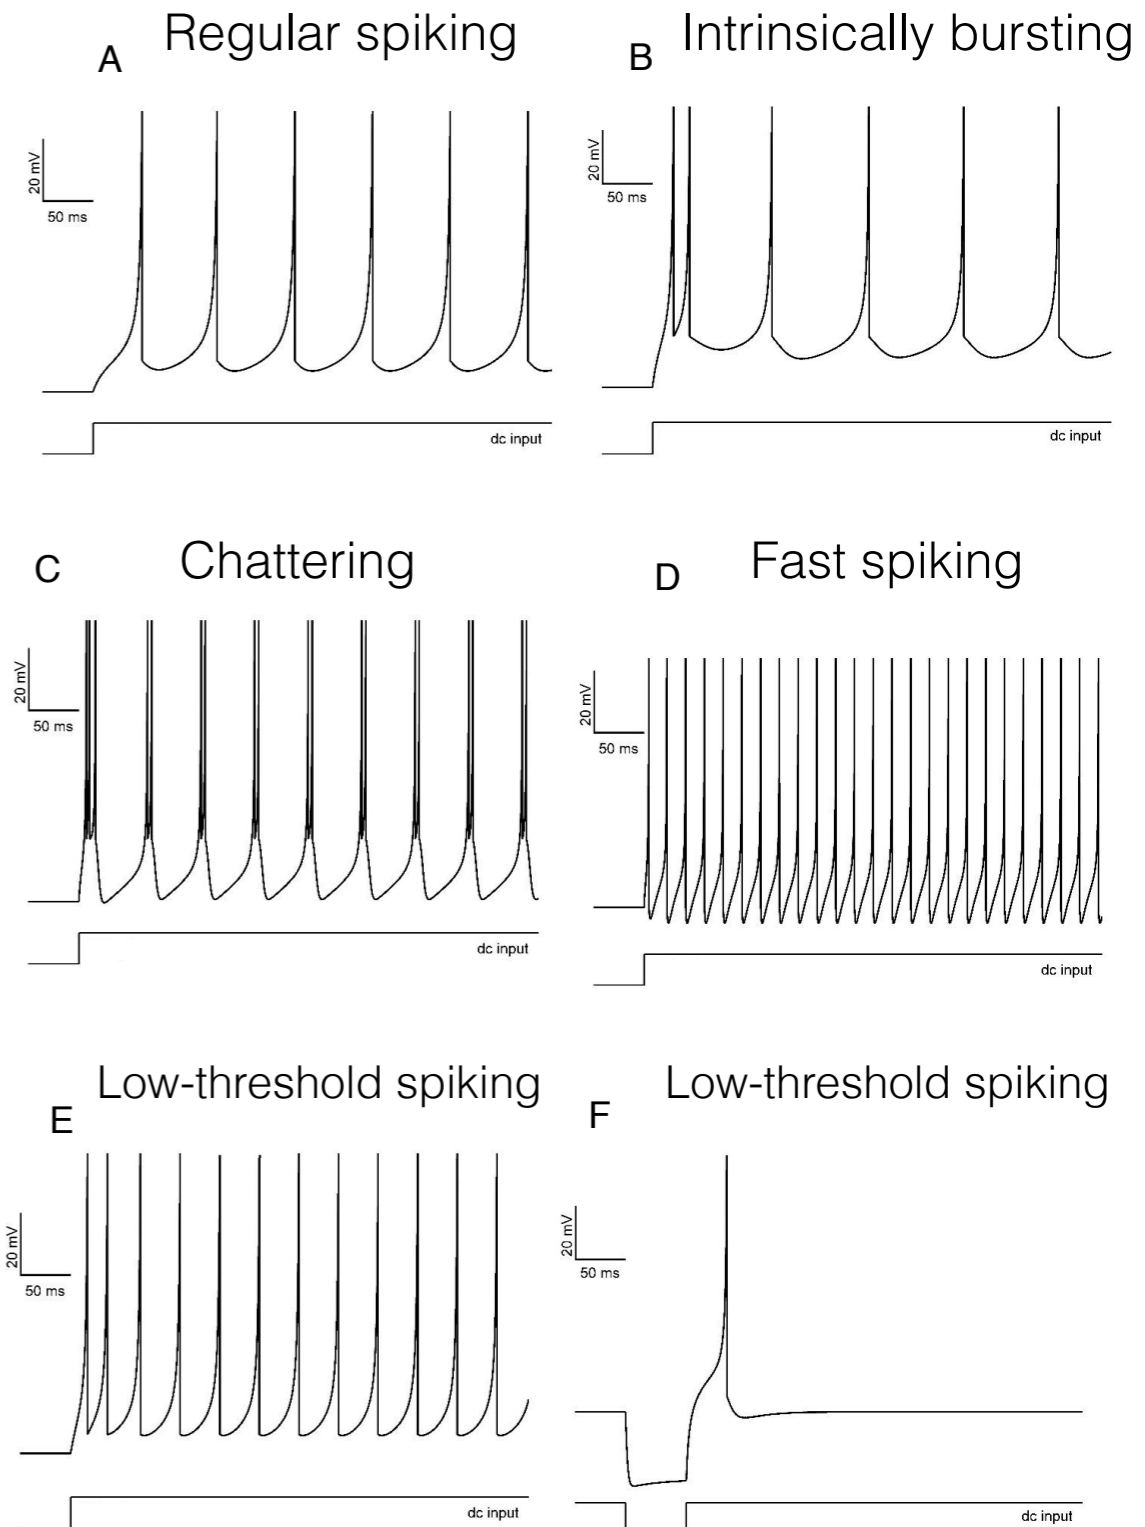 Regular spiking
A
20 mV
50 ms
dc input
Intrinsically bursting
B
20 mV
50 ms
dc input
Chattering
C
20 mV
50 ms
dc input
Fast spiking
D
20 mV
50 ms
dc input
Low-threshold spiking
E
20 mV
50 ms
dc input
Low-threshold spiking
F
20 mV
50 ms
dc input